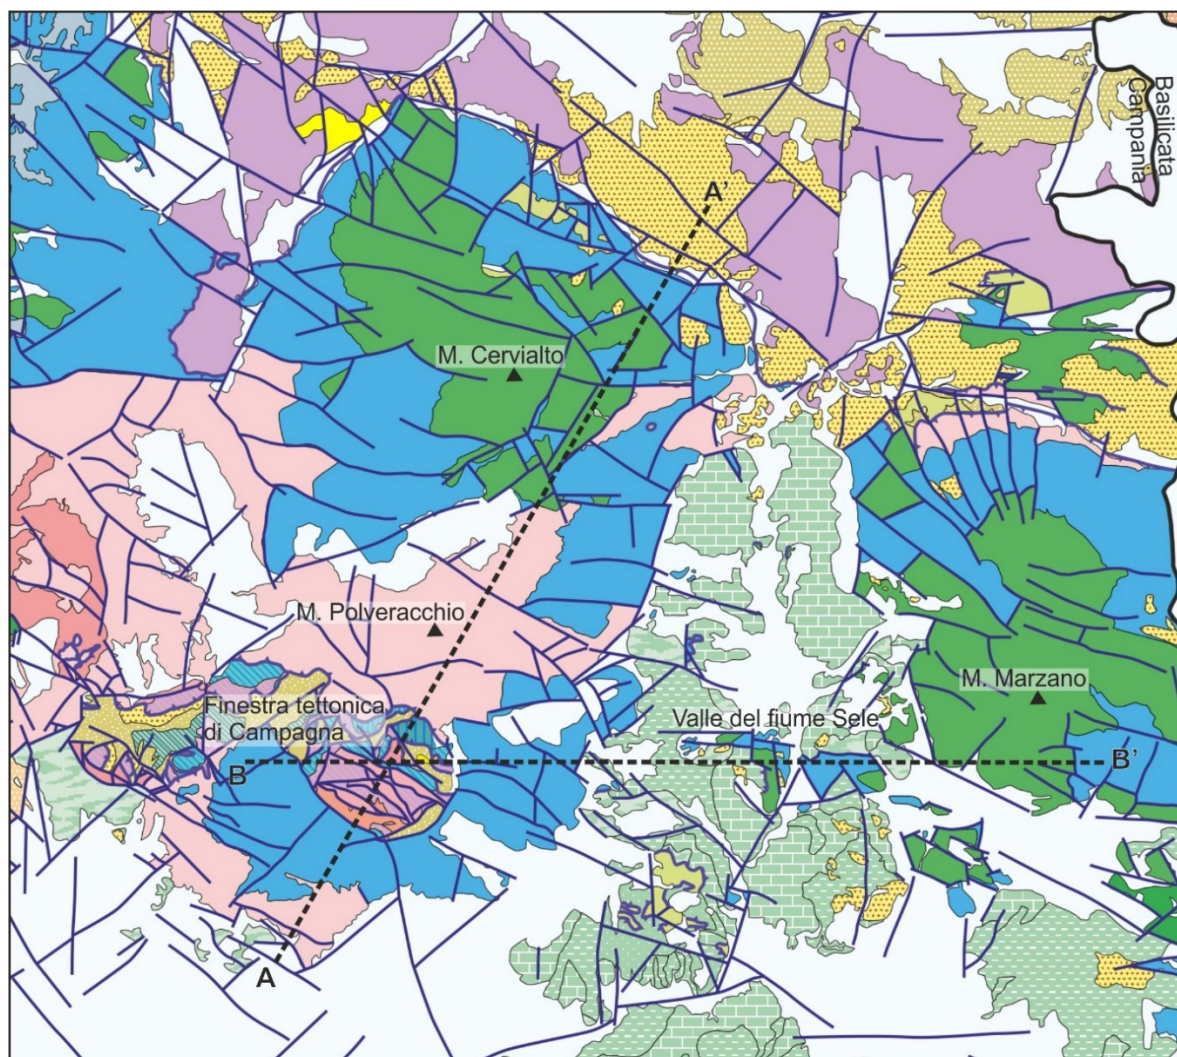 Basilicata
Campania
A'
M. Cervialto
M. Polveracchio
M. Marzano
Finestra tettonica
di Campagna
Valle del fiume Sele
B
B'
A